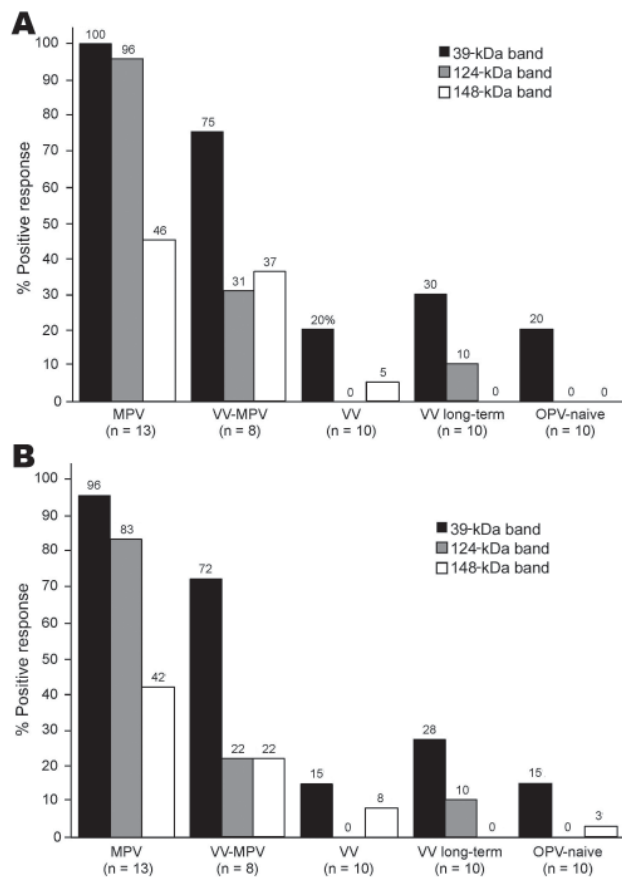 A
% Positive response
100
90
80
70
60
50
40
30
20
10
0
39-kDa band
124-kDa band
148-kDa band
100
96
46
75
31
37
20%
0
5
30
10
0
20
0
0
MPV
(n = 13)
VV-MPV
(n = 8)
VV
(n = 10)
VV long-term
(n = 10)
OPV-naive
(n = 10)
B
% Positive response
100
90
80
70
60
50
40
30
20
10
0
39-kDa band
124-kDa band
148-kDa band
96
83
42
72
22
22
15
0
8
28
10
0
15
0
3
MPV
(n = 13)
VV-MPV
(n = 8)
VV
(n = 10)
VV long-term
(n = 10)
OPV-naive
(n = 10)